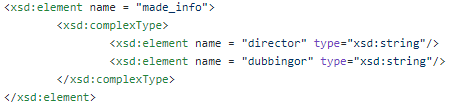 <xsd:element name = "made_info">
<xsd:complexType>
<xsd:element name = "director" type="xsd:string"/>
<xsd:element name = "dubbingor" type="xsd:string"/>
</xsd:complexType>
</xsd:element>